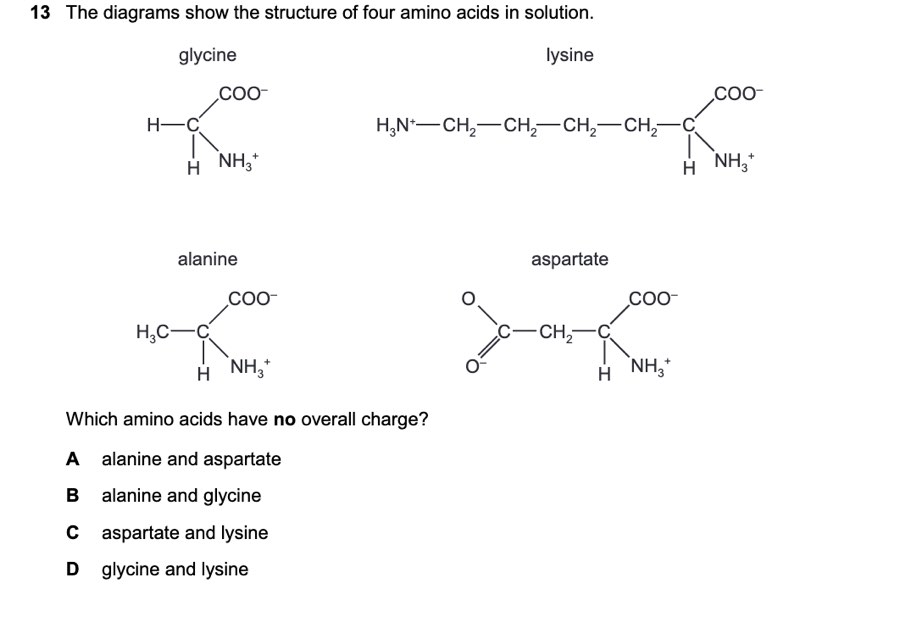 13 The diagrams show the structure of four amino acids in solution.
glycine
lysine
COO⁻
COO⁻
H—C
H₃N⁺—CH₂—CH₂—CH₂—CH₂—C
H NH₃⁺
H NH₃⁺
alanine
aspartate
COO⁻
O
COO⁻
H₃C—C
C—CH₂—C
H NH₃⁺
O⁻
H NH₃⁺
Which amino acids have no overall charge?
A alanine and aspartate
B alanine and glycine
C aspartate and lysine
D glycine and lysine